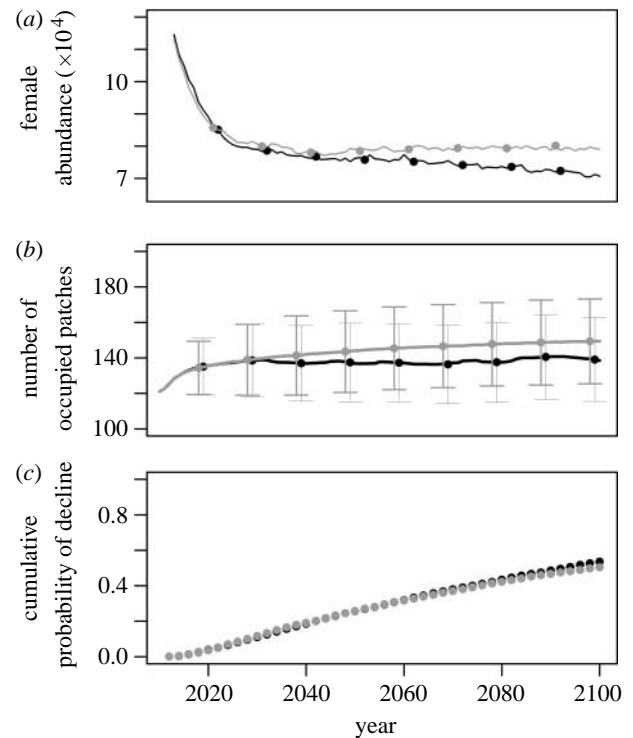 (a)
female
abundance (×10⁴)
10
7
(b)
number of
occupied patches
180
140
100
(c)
cumulative
probability of decline
0.8
0.4
0.0
2020 2040 2060 2080 2100
year